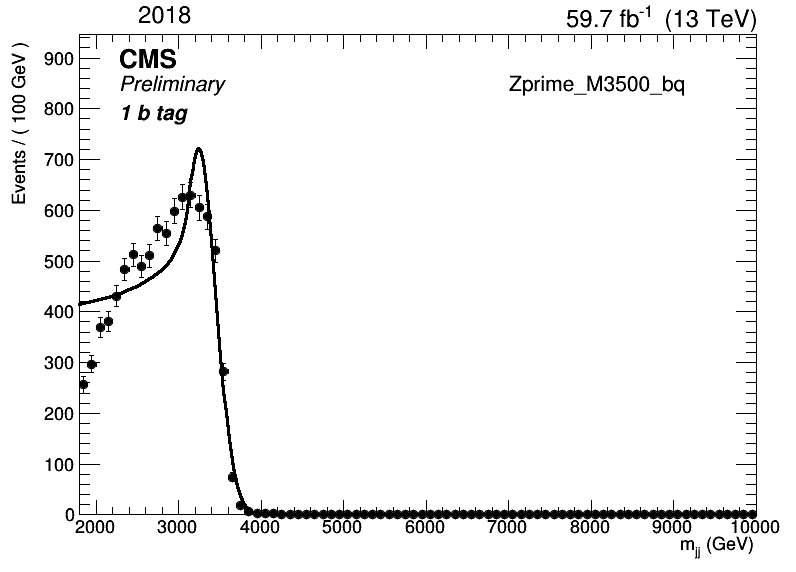 2018 59.7 fb⁻¹ (13 TeV)
CMS
Preliminary
1 b tag
Zprime_M3500_bq
Events / ( 100 GeV )
900
800
700
600
500
400
300
200
100
0
2000 3000 4000 5000 6000 7000 8000 9000 10000
m_jj (GeV)